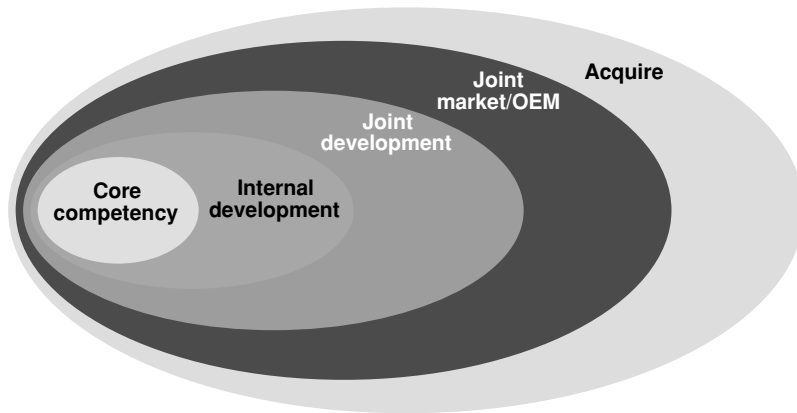 Core
competency
Internal
development
Joint
development
Joint
market/OEM
Acquire